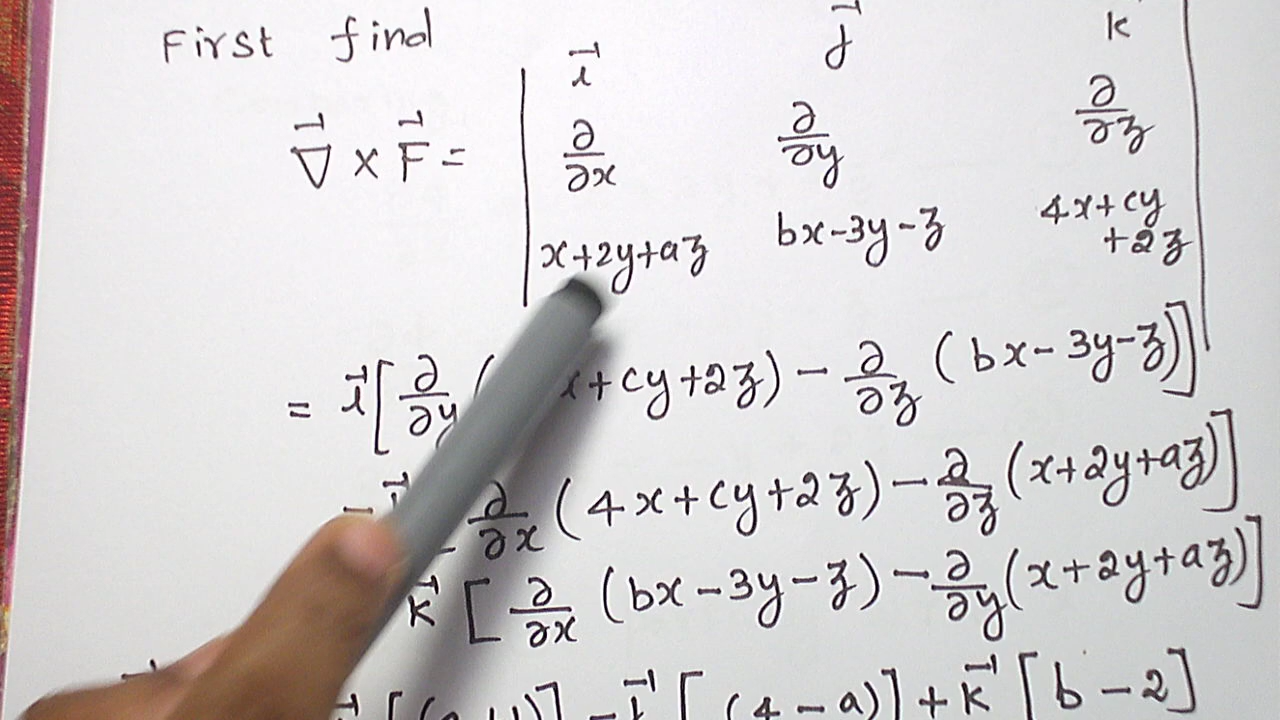 First find
i⃗ j⃗ k
∇⃗ × F⃗ = | ∂/∂x ∂/∂y ∂/∂z |
x+2y+az bx-3y-z 4x+cy+2z
= i⃗ [ ∂/∂y ( x+cy+2z) - ∂/∂z (bx-3y-z)]
- ∂/∂x (4x+cy+2z) - ∂/∂z (x+2y+az)]
k⃗ [ ∂/∂x (bx-3y-z) - ∂/∂y (x+2y+az)]
[ (4-a)] + k⃗ [b-2]